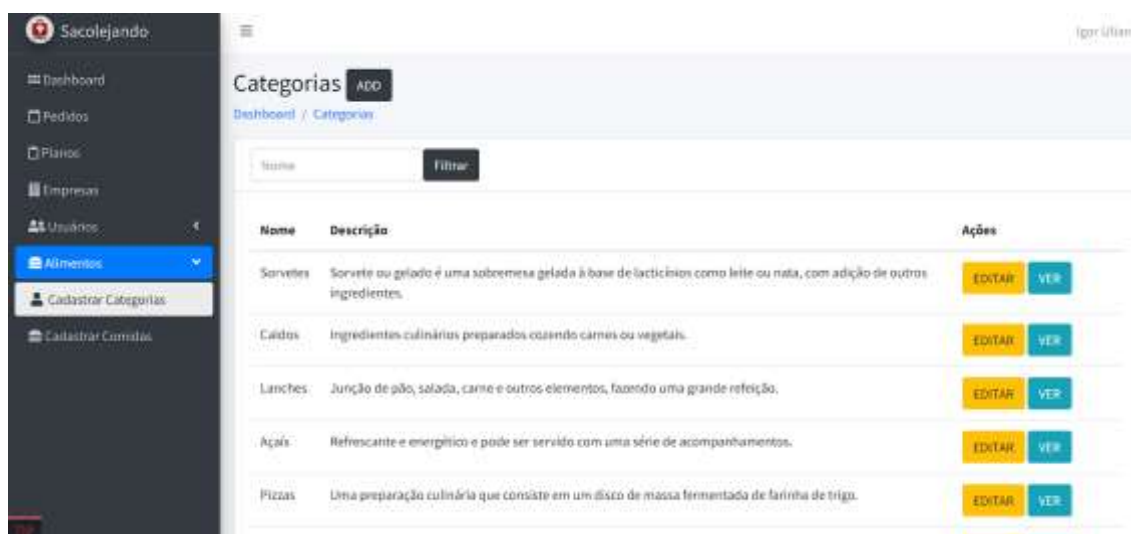 Sacolejando
Dashboard
Pedidos
Planos
Empresas
Usuários
Alimentos
Cadastrar Categorias
Cadastrar Comidas
Igor
Categorias ADD
Dashboard / Categorias
Nome
Filtrar
Nome Descrição Ações
Sorvetes Sorvete ou gelado é uma sobremesa gelada à base de lacticínios como leite ou nata, com adição de outros
ingredientes.
EDITAR VER
Caldos Ingredientes culinários preparados cozendo carnes ou vegetais. EDITAR VER
Lanches Junção de pão, salada, carne e outros elementos, fazendo uma grande refeição. EDITAR VER
Açaís Refrescante e energético e pode ser servido com uma série de acompanhamentos. EDITAR VER
Pizzas Uma preparação culinária que consiste em um disco de massa fermentada de farinha de trigo. EDITAR VER